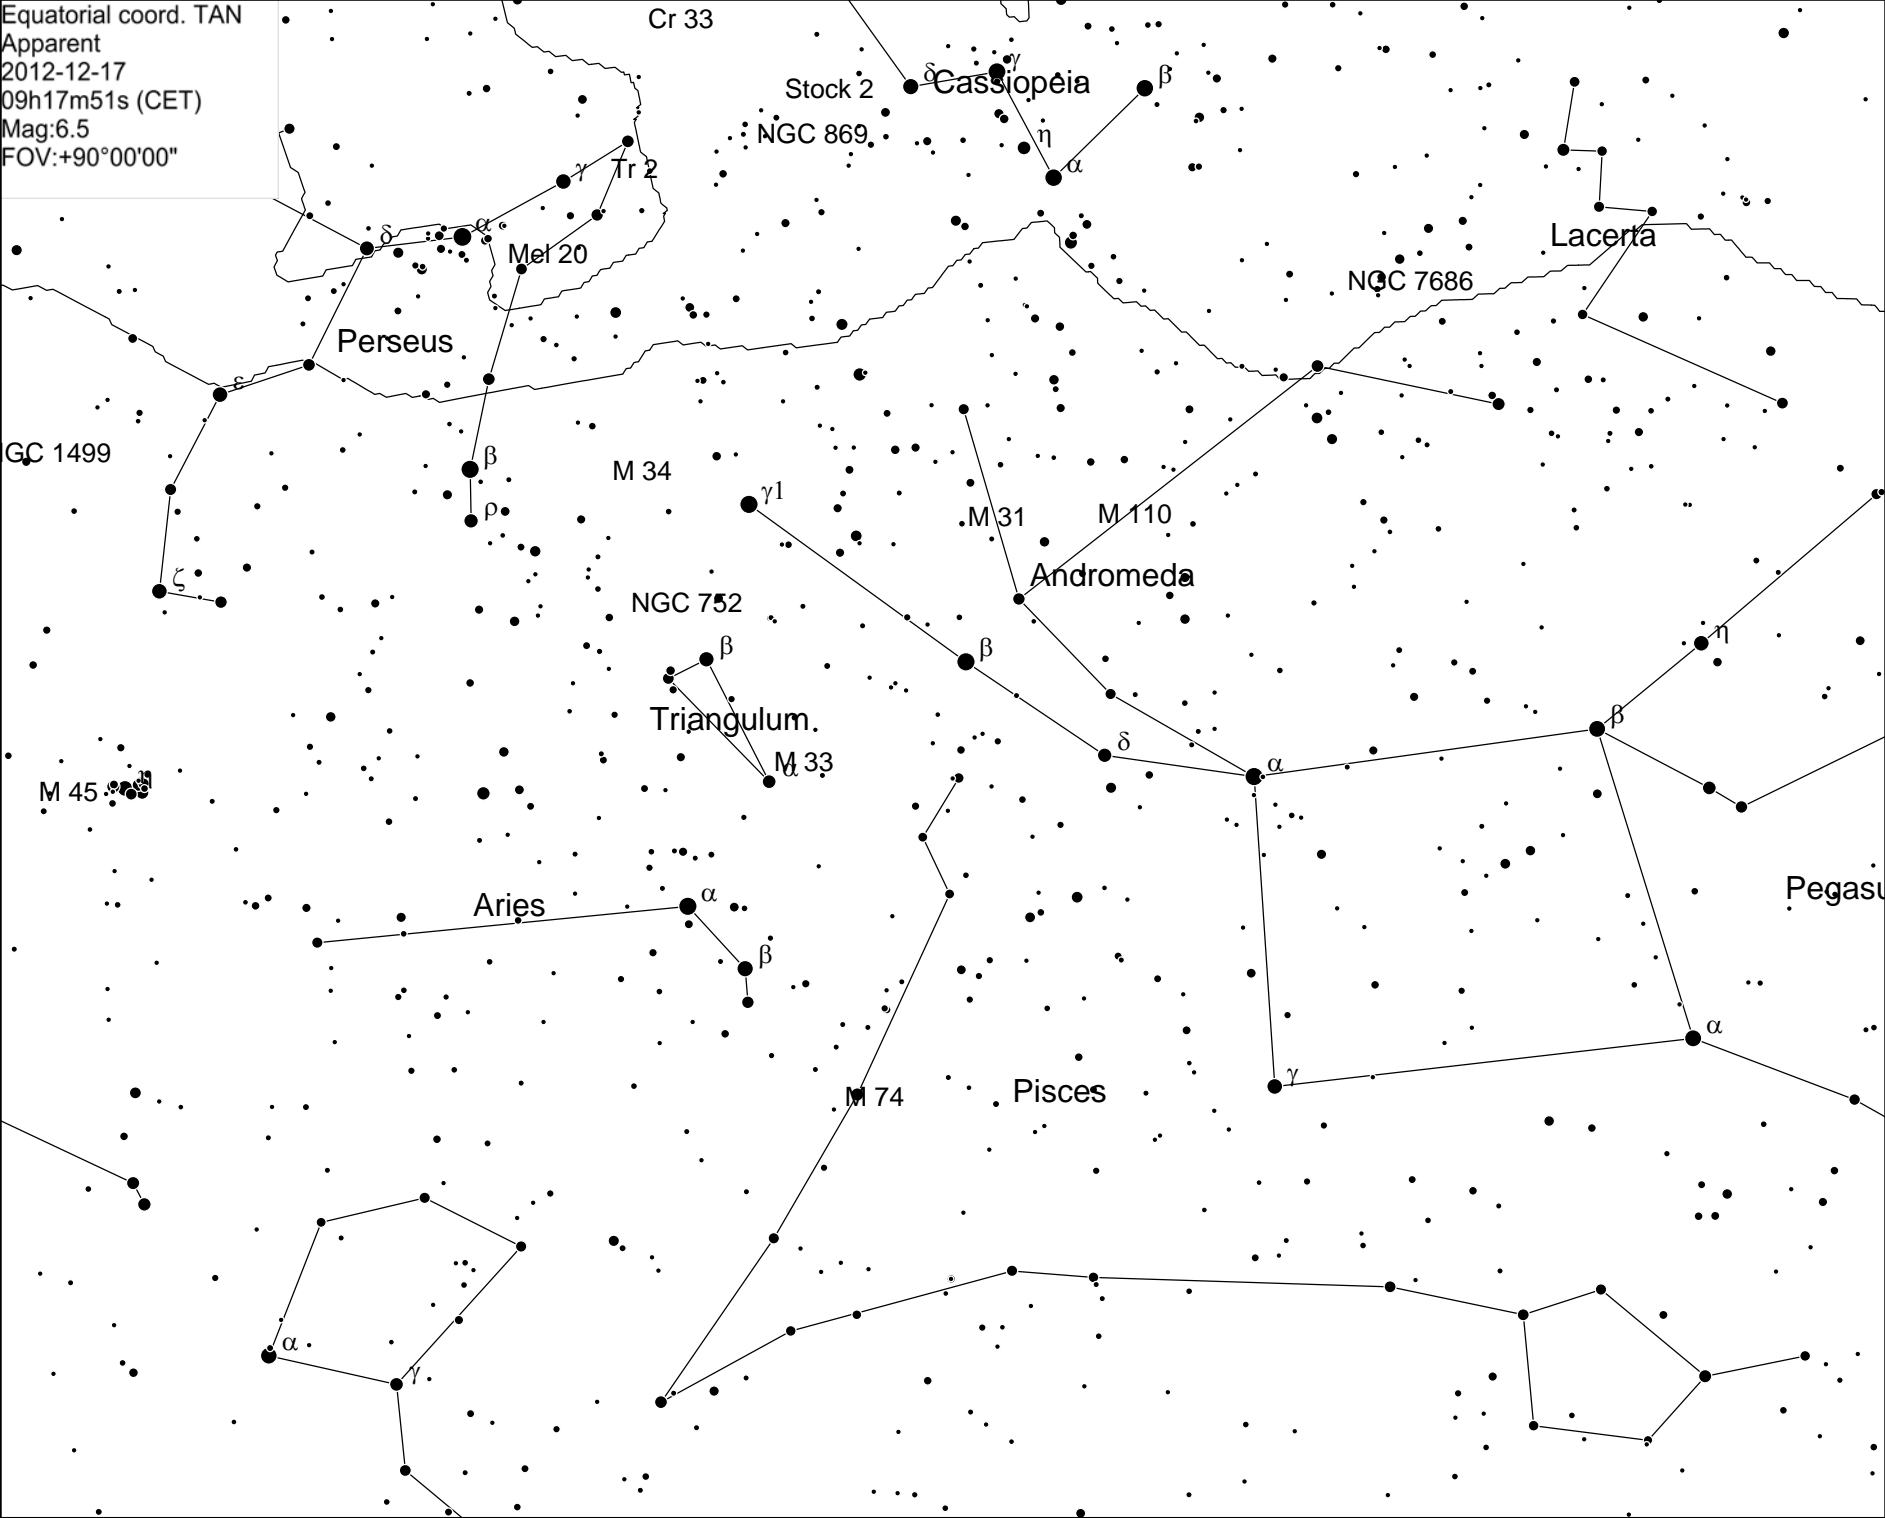 Equatorial coord. TAN
Apparent
2012-12-17
09h17m51s (CET)
Mag:6.5
FOV:+90°00'00"
Cr 33
δ
γ
Cassiopeia
β
Stock 2
NGC 869
η
α
γ
Tr 2
δ
α
Mel 20
Lacerta
NGC 7686
Perseus
ε
NGC 1499
β
M 34
γ1
ρ
M 31
M 110
Andromeda
ζ
NGC 752
β
β
η
Triangulum
β
δ
M 33
α
α
M 45
η
Pegasu
α
Aries
β
α
γ
M 74
Pisces
α
γ